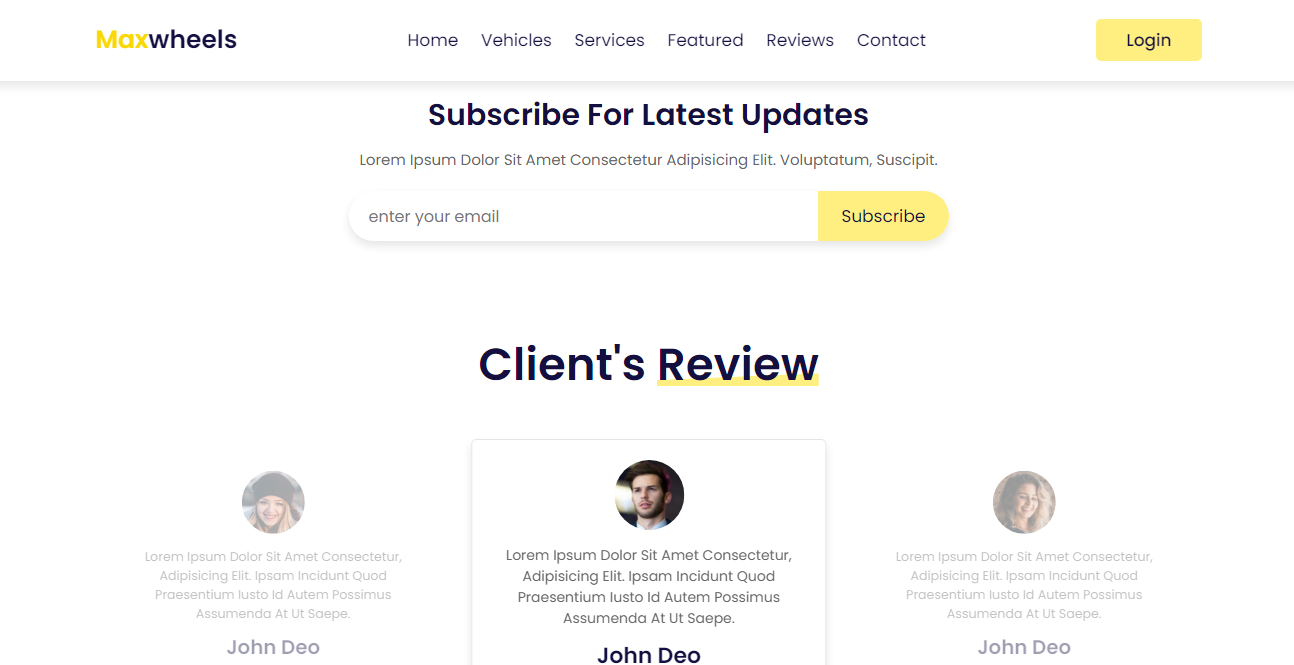 Maxwheels
Home Vehicles Services Featured Reviews Contact
Login
Subscribe For Latest Updates
Lorem Ipsum Dolor Sit Amet Consectetur Adipisicing Elit. Voluptatum, Suscipit.
enter your email
Subscribe
Client's Review
Lorem Ipsum Dolor Sit Amet Consectetur,
Adipisicing Elit. Ipsam Incidunt Quod
Praesentium Iusto Id Autem Possimus
Assumenda At Ut Saepe.
John Deo
Lorem Ipsum Dolor Sit Amet Consectetur,
Adipisicing Elit. Ipsam Incidunt Quod
Praesentium Iusto Id Autem Possimus
Assumenda At Ut Saepe.
John Deo
Lorem Ipsum Dolor Sit Amet Consectetur,
Adipisicing Elit. Ipsam Incidunt Quod
Praesentium Iusto Id Autem Possimus
Assumenda At Ut Saepe.
John Deo